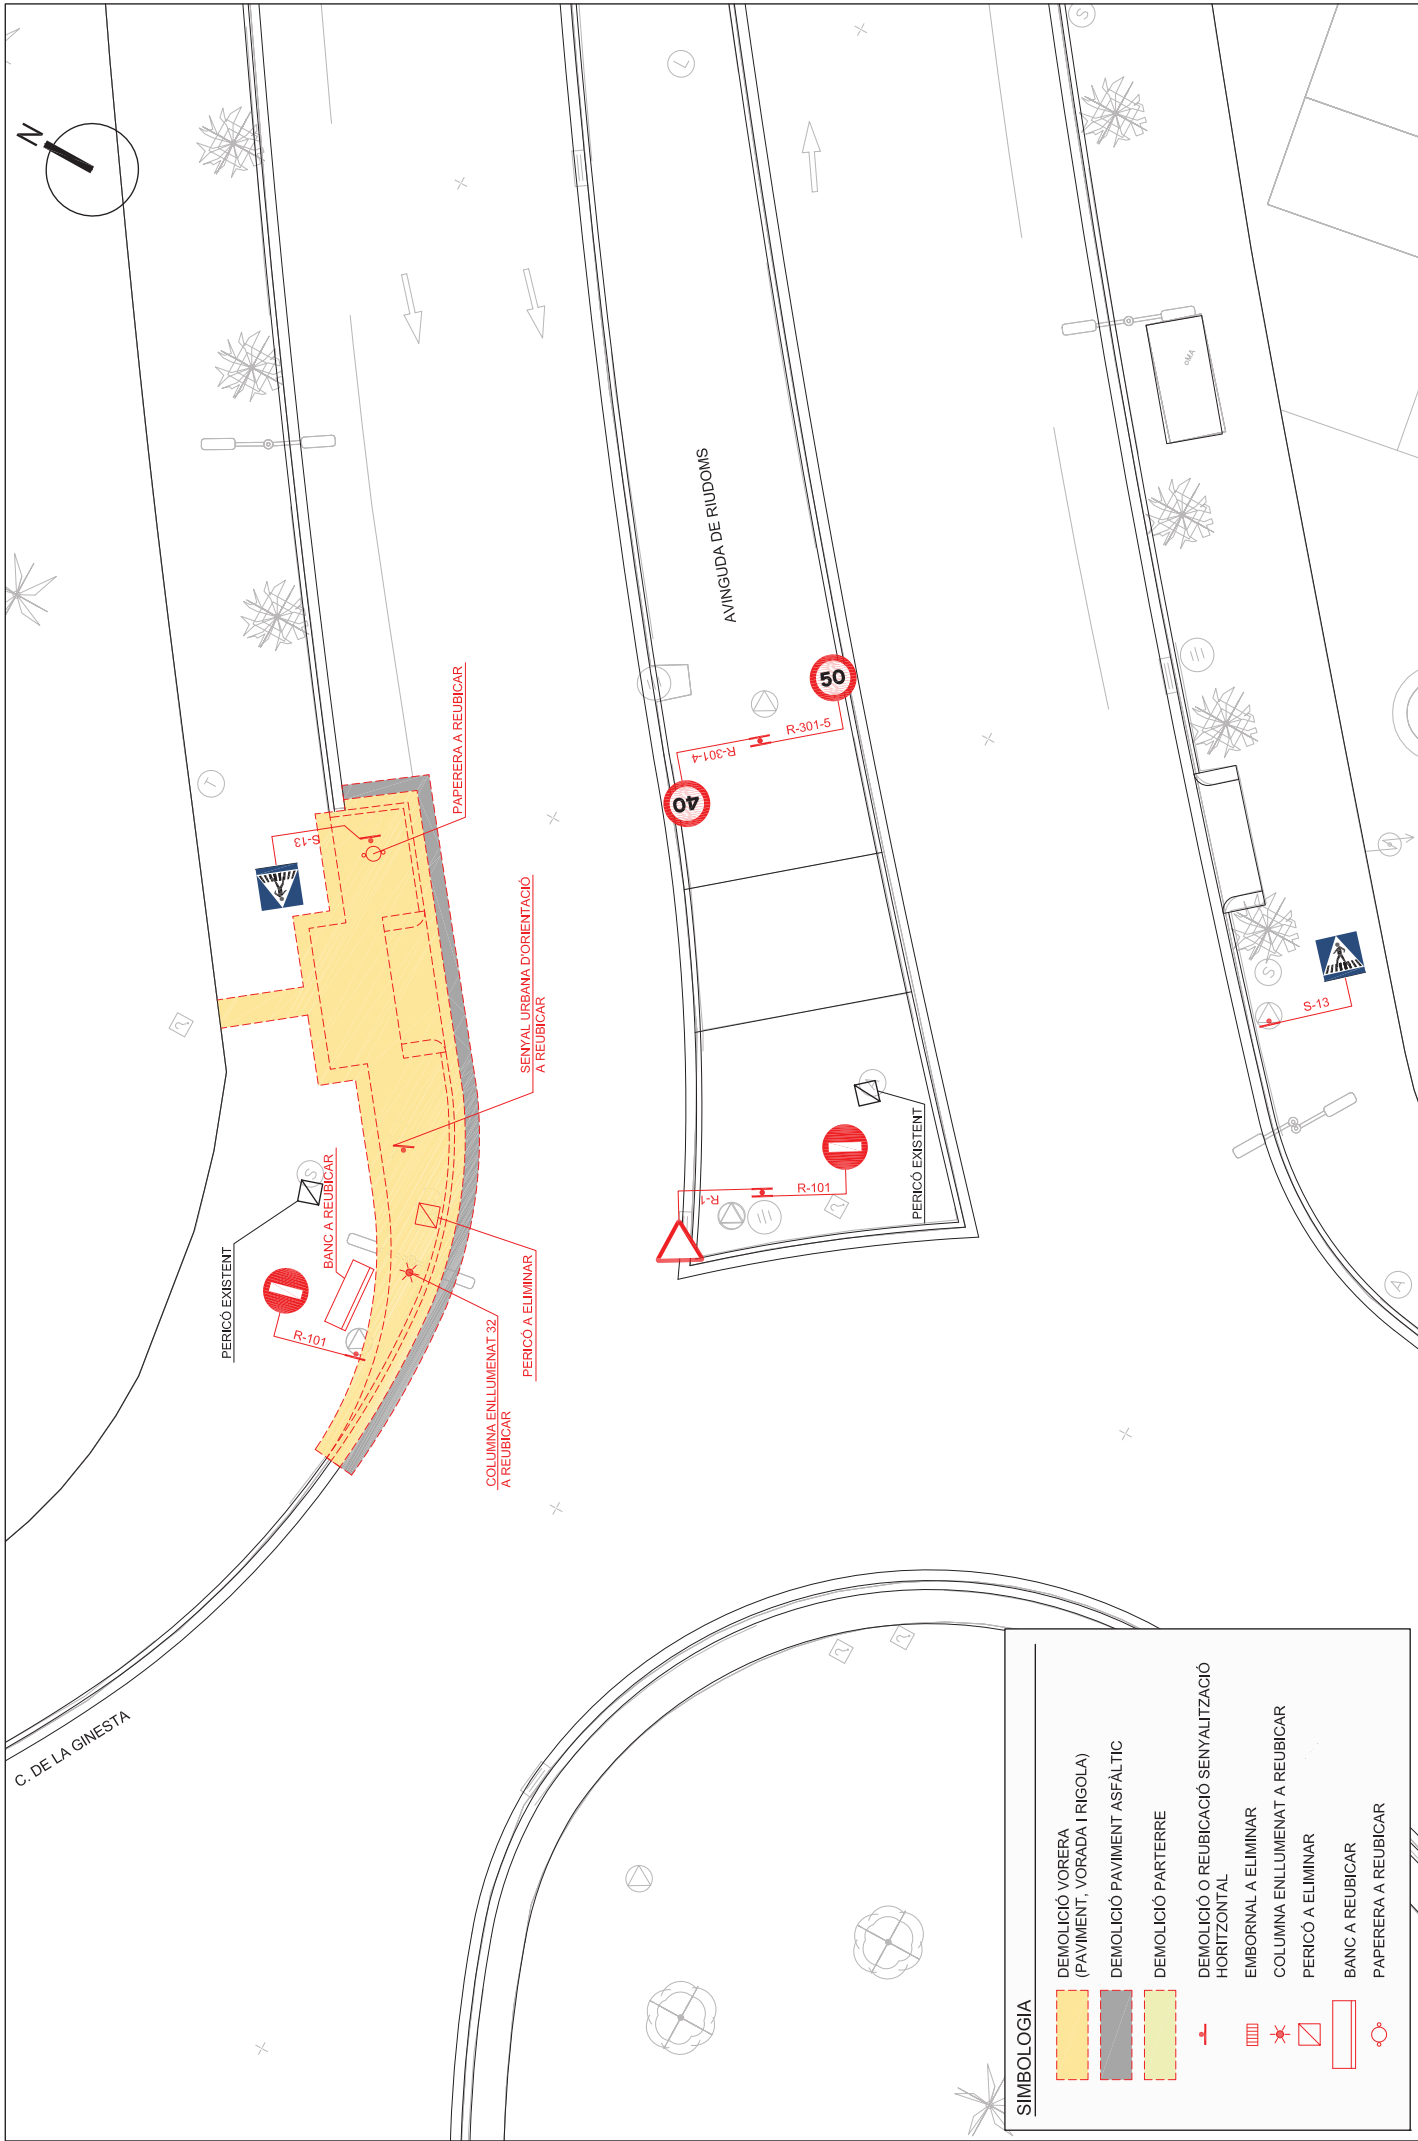 N
AVINGUDA DE RIUDOMS
C. DE LA GINESTA
T
L
S
PAPERERA A REUBICAR
S-13
SENYAL URBANA D'ORIENTACIÓ
A REUBICAR
PERICÓ EXISTENT
S
BANC A REUBICAR
R-101
COLUMNA ENLLUMENAT 32
A REUBICAR
PERICÓ A ELIMINAR
R-301-4
R-301-5
40
50
R-1
R-101
PERICÓ EXISTENT
S
S-13
A
SIMBOLOGIA
DEMOLICIÓ VORERA
(PAVIMENT, VORADA I RIGOLA)
DEMOLICIÓ PAVIMENT ASFÀLTIC
DEMOLICIÓ PARTERRE
DEMOLICIÓ O REUBICACIÓ SENYALITZACIÓ
HORITZONTAL
EMBORNAL A ELIMINAR
COLUMNA ENLLUMENAT A REUBICAR
PERICÓ A ELIMINAR
BANC A REUBICAR
PAPERERA A REUBICAR